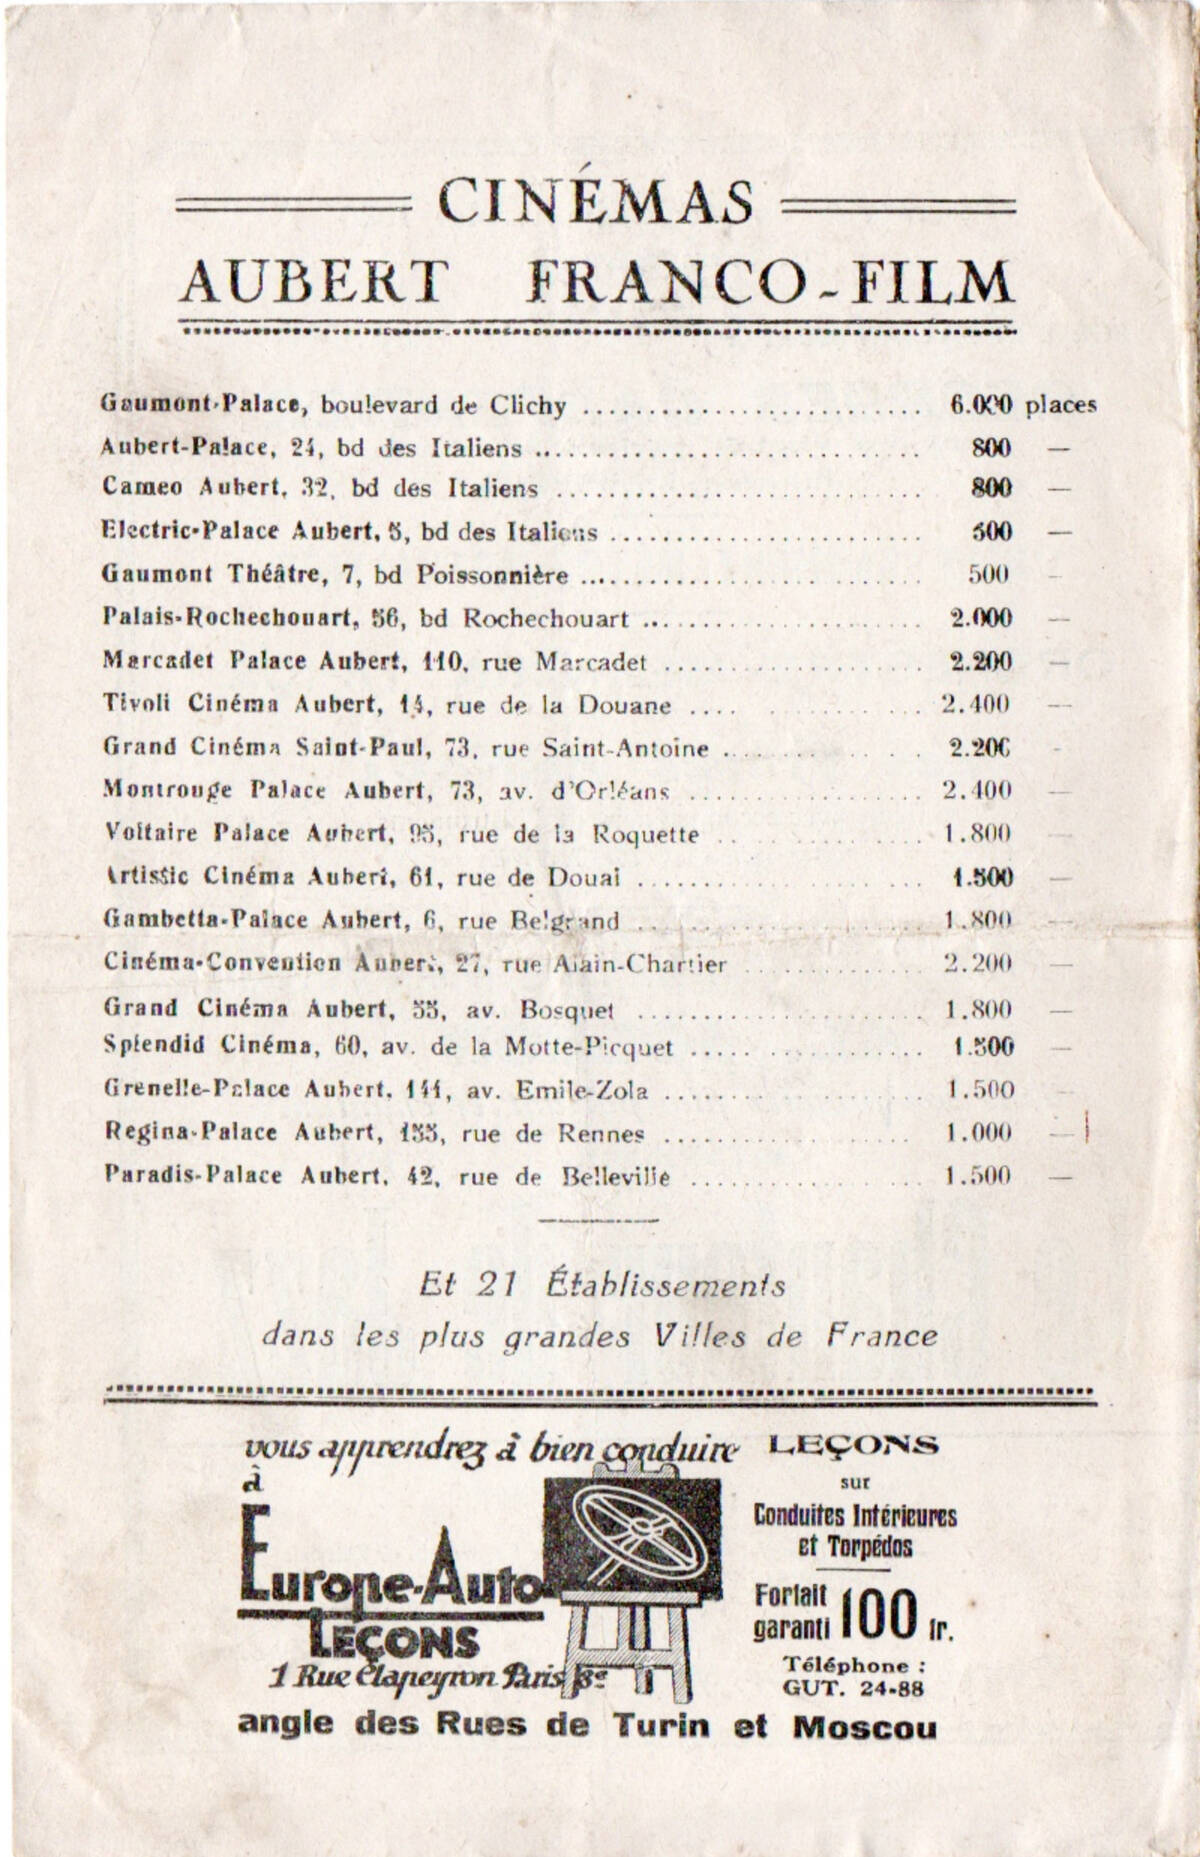 CINÉMAS
AUBERT FRANCO-FILM
Gaumont-Palace, boulevard de Clichy ........................... 6.000 places
Aubert-Palace, 24, bd des Italiens ............................... 800 —
Cameo Aubert, 32, bd des Italiens ............................. 800 —
Electric-Palace Aubert, 5, bd des Italiens ......................... 500 —
Gaumont Théâtre, 7, bd Poissonnière ........................... 500 —
Palais-Rochechouart, 56, bd Rochechouart ...................... 2.000 —
Marcadet Palace Aubert, 110, rue Marcadet ..................... 2.200 —
Tivoli Cinéma Aubert, 14, rue de la Douane .................... 2.400 —
Grand Cinéma Saint-Paul, 73, rue Saint-Antoine ................ 2.200 -
Montrouge Palace Aubert, 73, av. d'Orléans ................... 2.400 —
Voltaire Palace Aubert, 95, rue de la Roquette ................. 1.800 —
Artistic Cinéma Aubert, 61, rue de Douai ...................... 1.500 —
Gambetta-Palace Aubert, 6, rue Belgrand ...................... 1.800 —
Cinéma-Convention Aubert, 27, rue Alain-Chartier ............... 2.200 —
Grand Cinéma Aubert, 55, av. Bosquet ........................ 1.800 —
Splendid Cinéma, 60, av. de la Motte-Picquet ................... 1.500 —
Grenelle-Palace Aubert, 141, av. Emile-Zola ..................... 1.500 —
Regina-Palace Aubert, 155, rue de Rennes ..................... 1.000 —
Paradis-Palace Aubert, 42, rue de Belleville .................... 1.500 —
Et 21 Établissements
dans les plus grandes Villes de France
vous apprendrez à bien conduire
à
Europe-Auto
LEÇONS
1 Rue Clapeyron Paris 8e
LEÇONS
sur
Conduites Intérieures
et Torpédos
Forfait
garanti 100 fr.
Téléphone :
GUT. 24-88
angle des Rues de Turin et Moscou